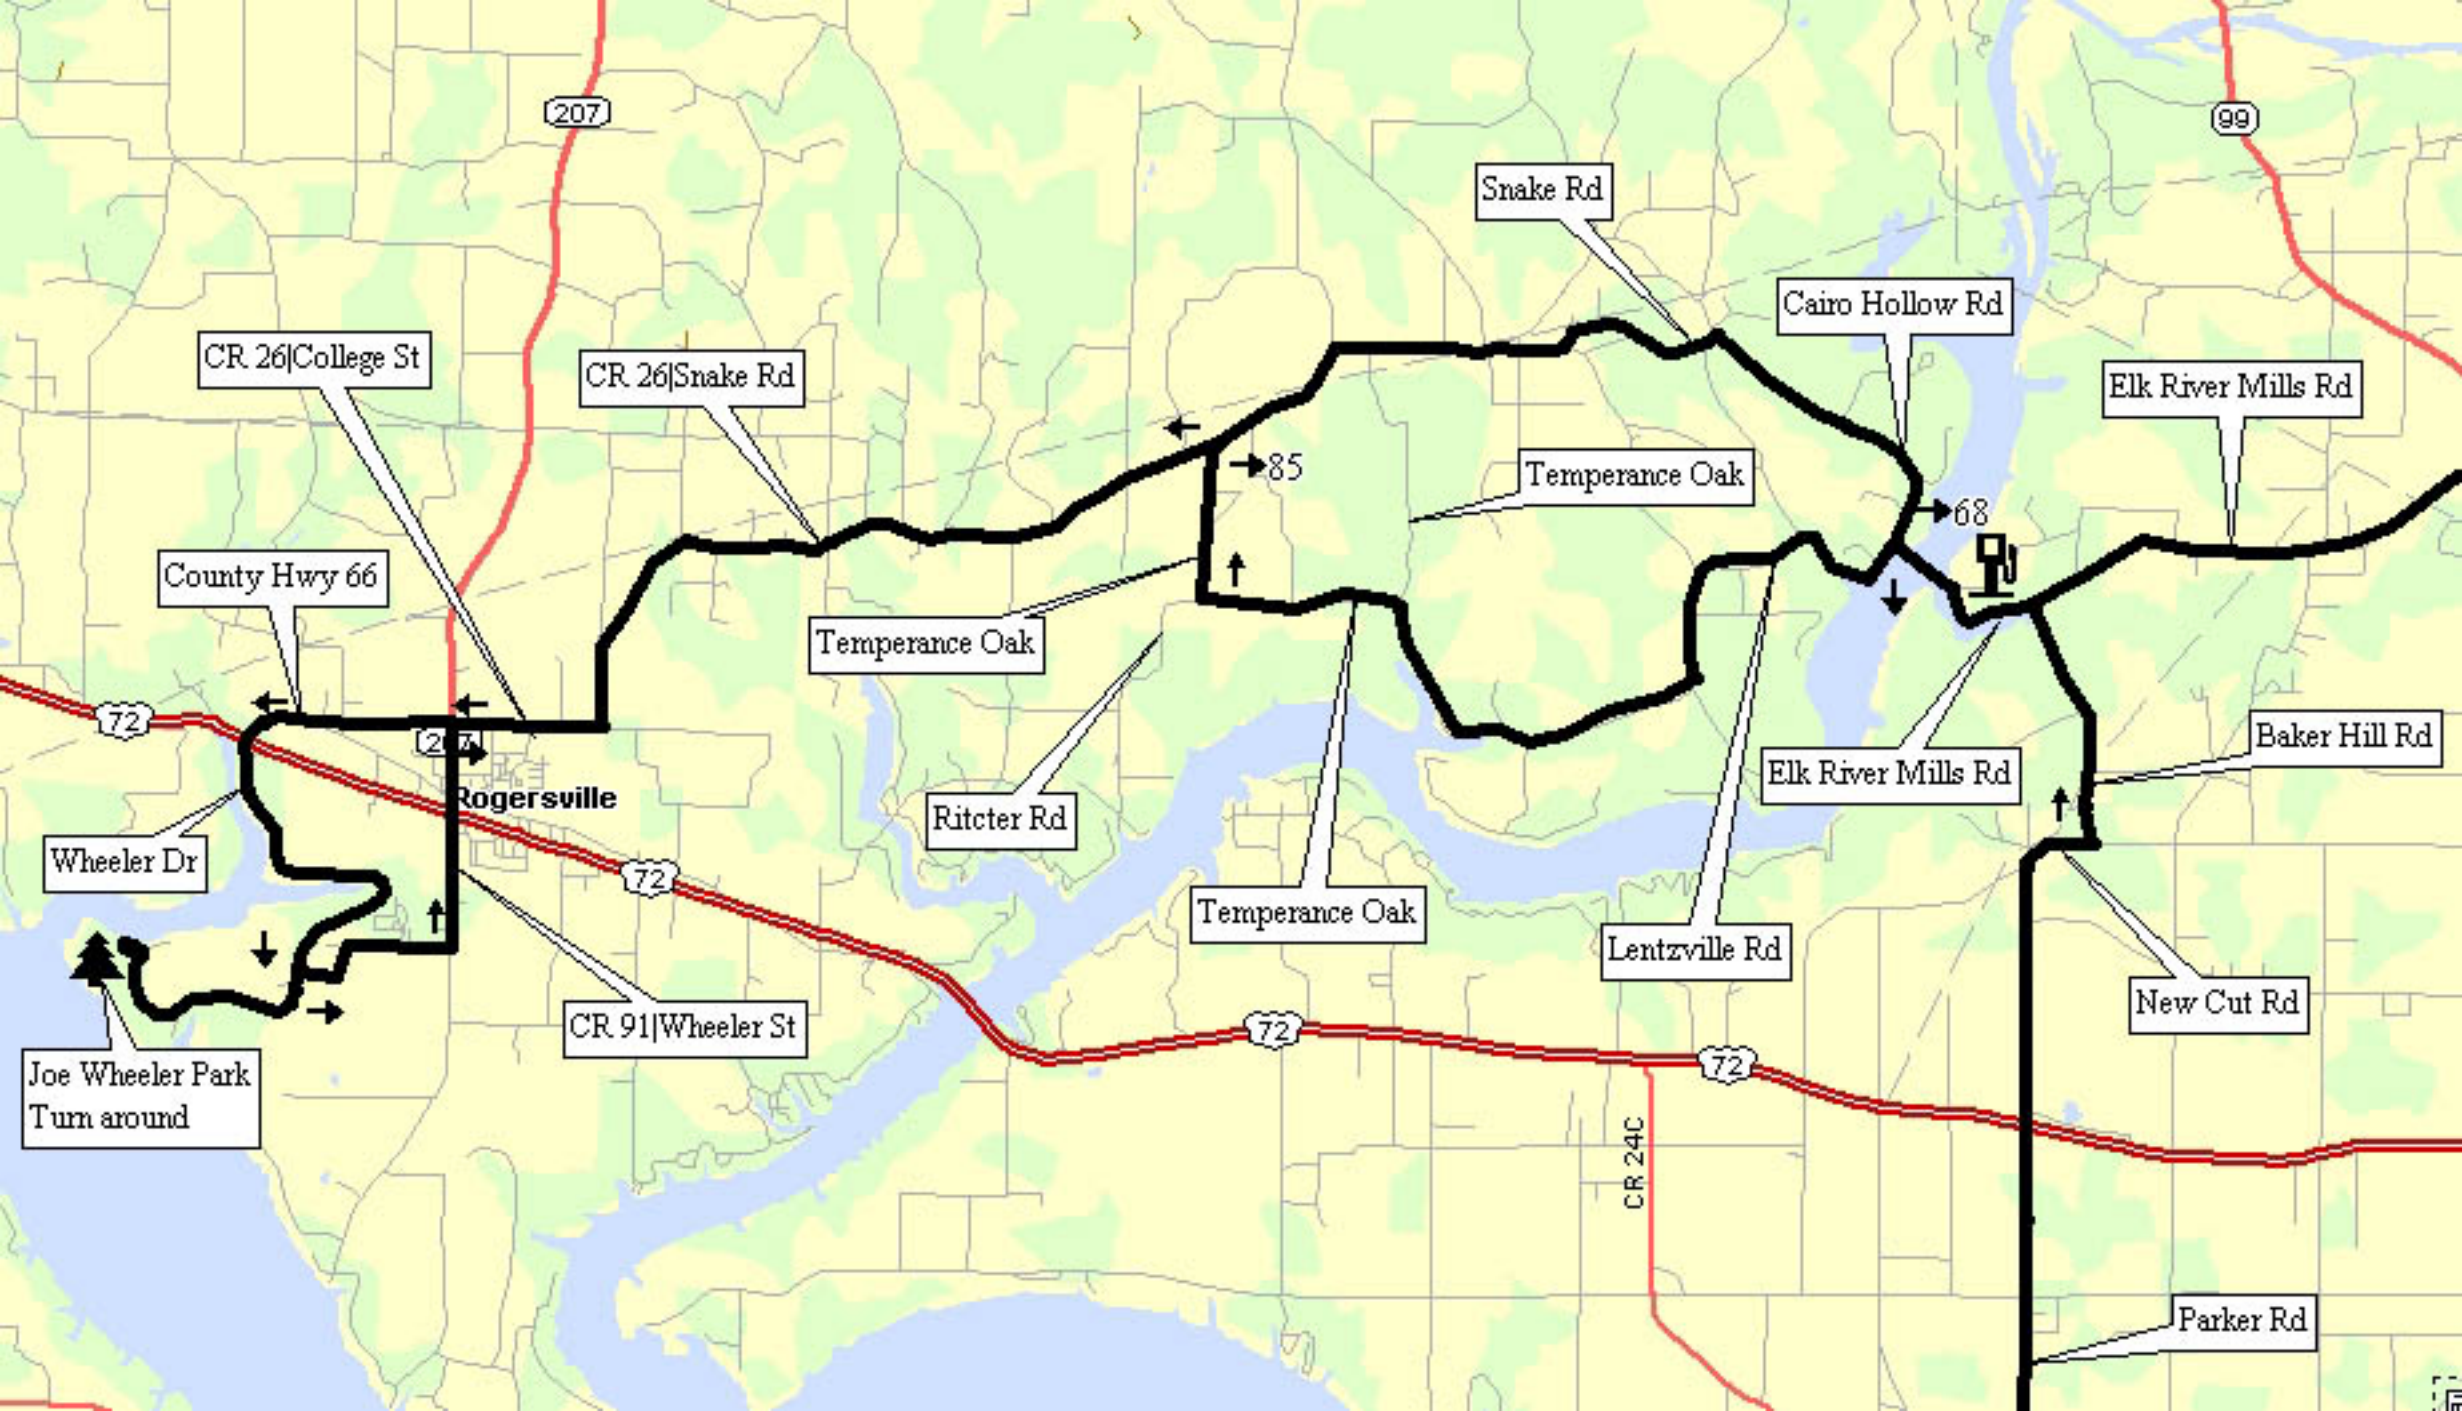 207
99
Snake Rd
Cairo Hollow Rd
CR 26|College St
CR 26|Snake Rd
Elk River Mills Rd
85
Temperance Oak
68
County Hwy 66
Temperance Oak
72
207
Rogersville
Baker Hill Rd
Elk River Mills Rd
Ritcter Rd
Wheeler Dr
72
Temperance Oak
Lentzville Rd
New Cut Rd
CR 91|Wheeler St
72
72
Joe Wheeler Park
Turn around
CR 24C
Parker Rd